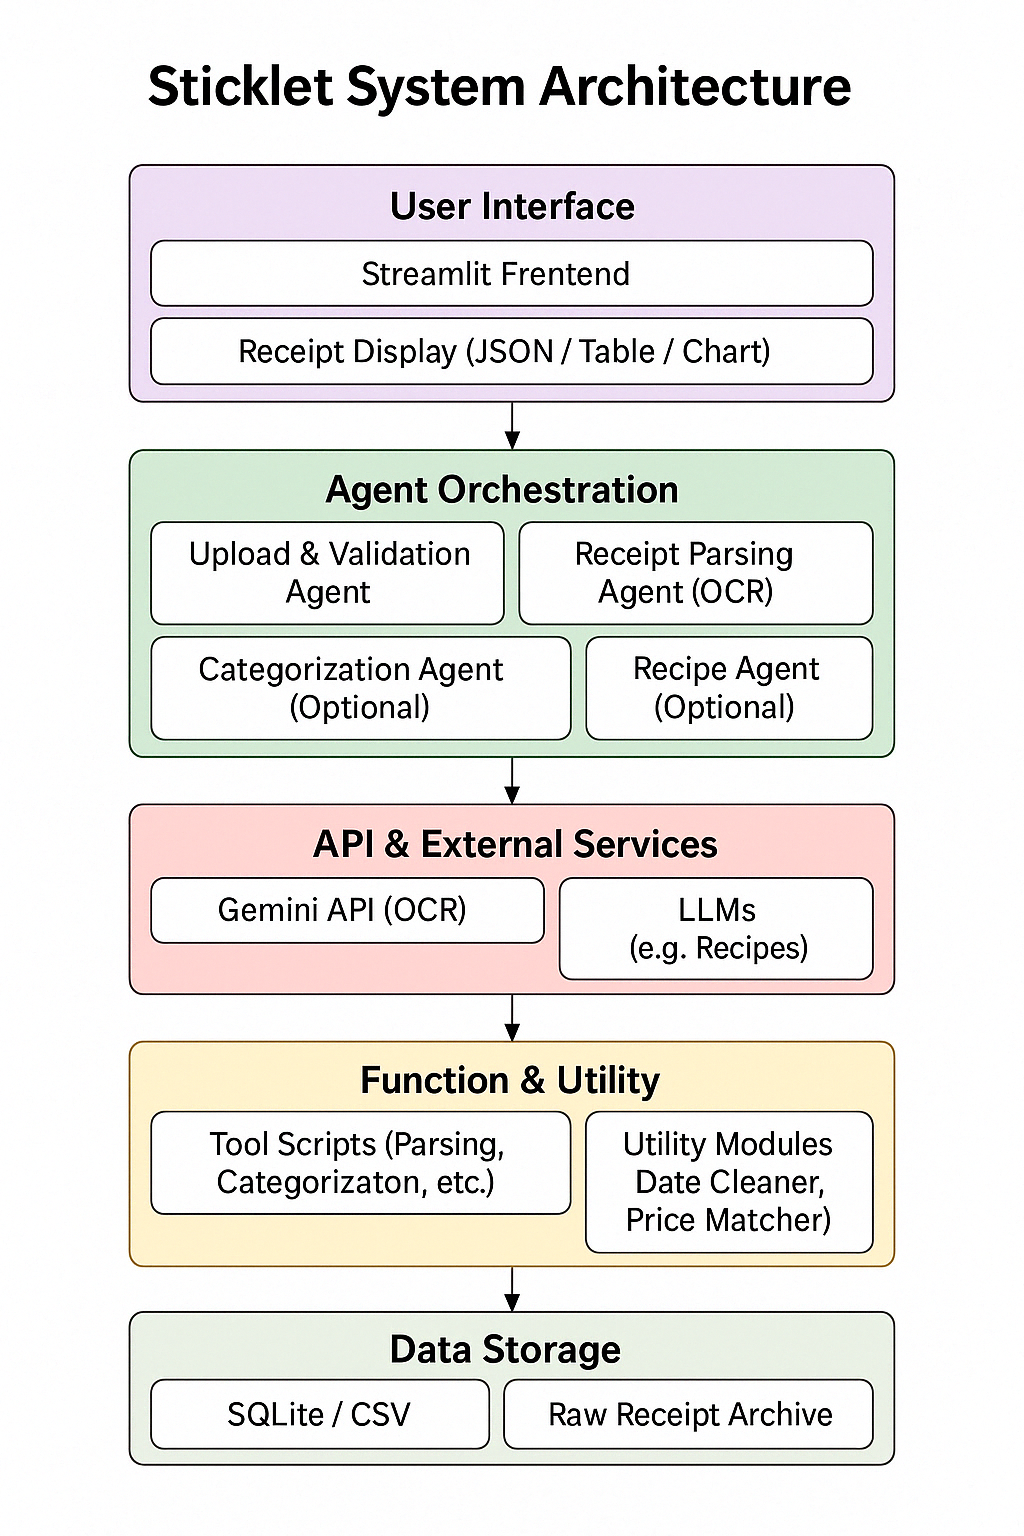 Sticklet System Architecture
User Interface
Streamlit Frentend
Receipt Display (JSON / Table / Chart)
Agent Orchestration
Upload & Validation
Agent
Receipt Parsing
Agent (OCR)
Categorization Agent
(Optional)
Recipe Agent
(Optional)
API & External Services
Gemini API (OCR)
LLMs
(e.g. Recipes)
Function & Utility
Tool Scripts (Parsing,
Categorizaton, etc.)
Utility Modules
Date Cleaner,
Price Matcher)
Data Storage
SQLite / CSV
Raw Receipt Archive